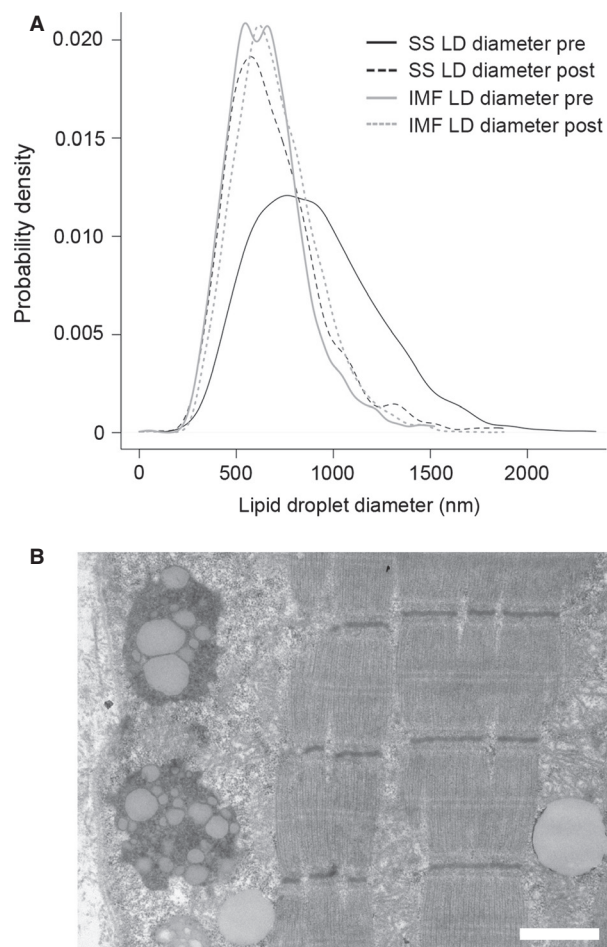 A
0.020
0.015
0.010
0.005
0
Probability density
SS LD diameter pre
SS LD diameter post
IMF LD diameter pre
IMF LD diameter post
0 500 1000 1500 2000
Lipid droplet diameter (nm)
B